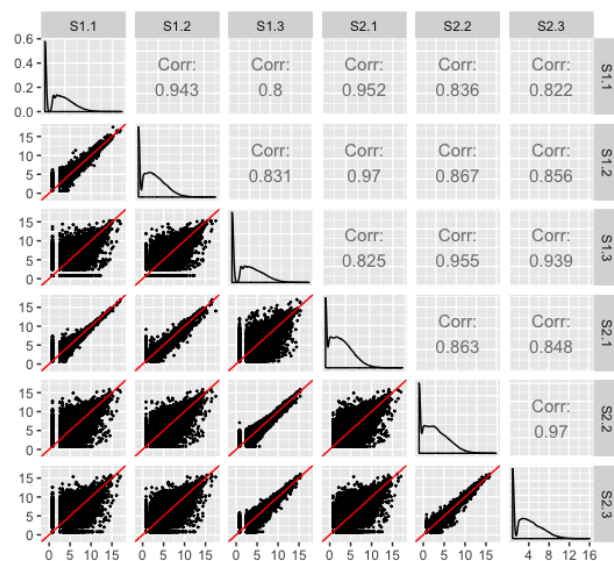 S1.1 S1.2 S1.3 S2.1 S2.2 S2.3
0.6
0.4
0.2
0.0
Corr:
0.943
Corr:
0.8
Corr:
0.952
Corr:
0.836
Corr:
0.822
S1.1
15
10
5
0
Corr:
0.831
Corr:
0.97
Corr:
0.867
Corr:
0.856
S1.2
15
10
5
0
Corr:
0.825
Corr:
0.955
Corr:
0.939
S1.3
15
10
5
0
Corr:
0.863
Corr:
0.848
S2.1
15
10
5
0
Corr:
0.97
S2.2
15
10
5
0
S2.3
0 5 10 15 0 5 10 15 0 5 10 15 0 5 10 15 0 5 10 15 4 8 12 16